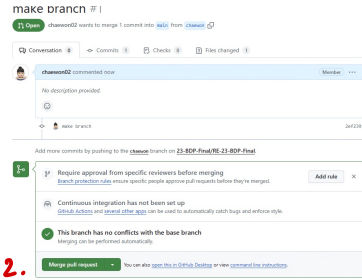 make branch #1
Open chaewon02 wants to merge 1 commit into main from chaewon
Conversation 0 Commits 1 Checks 0 Files changed 1
chaewon02 commented now Member
No description provided.
make branch
Add more commits by pushing to the chaewon branch on 23-BDP-Final/RE-23-BDP-Final.
Require approval from specific reviewers before merging
Branch protection rules ensure specific people approve pull requests before they're merged.
Add rule
Continuous integration has not been set up
GitHub Actions and several other apps can be used to automatically catch bugs and enforce style.
This branch has no conflicts with the base branch
Merging can be performed automatically.
2. Merge pull request You can also open this in GitHub Desktop or view command line instructions.